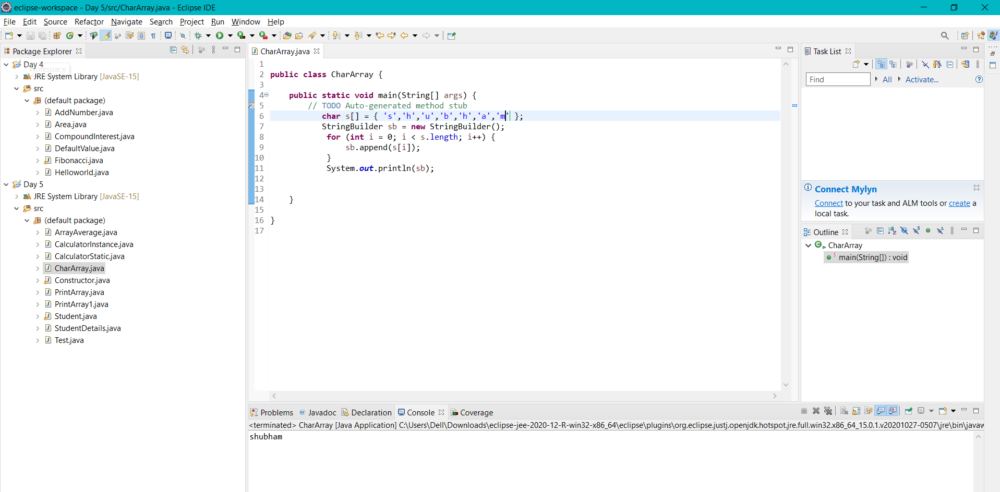 eclipse-workspace - Day 5/src/CharArray.java - Eclipse IDE
File Edit Source Refactor Navigate Search Project Run Window Help
Package Explorer
Day 4
Workspace
JRE System Library [JavaSE-15]
src
(default package)
AddNumber.java
Area.java
CompoundInterest.java
DefaultValue.java
Fibonacci.java
Helloworld.java
Day 5
JRE System Library [JavaSE-15]
src
(default package)
ArrayAverage.java
CalculatorInstance.java
CalculatorStatic.java
CharArray.java
Constructor.java
PrintArray.java
PrintArray1.java
Student.java
StudentDetails.java
Test.java
CharArray.java
1
2 public class CharArray {
3
4 public static void main(String[] args) {
5 // TODO Auto-generated method stub
6 char s[] = { 's','h','u','b','h','a','m' };
7 StringBuilder sb = new StringBuilder();
8 for (int i = 0; i < s.length; i++) {
9 sb.append(s[i]);
10 }
11 System.out.println(sb);
12
13
14 }
15
16 }
17
Task List
Find All Activate...
Connect Mylyn
Connect to your task and ALM tools or create a
local task.
Outline
CharArray
main(String[]) : void
Problems @ Javadoc Declaration Console Coverage
<terminated> CharArray [Java Application] C:\Users\Dell\Downloads\eclipse-jee-2020-12-R-win32-x86_64\eclipse\plugins\org.eclipse.justj.openjdk.hotspot.jre.full.win32.x86_64_15.0.1.v20201027-0507\jre\bin\javaw
shubham